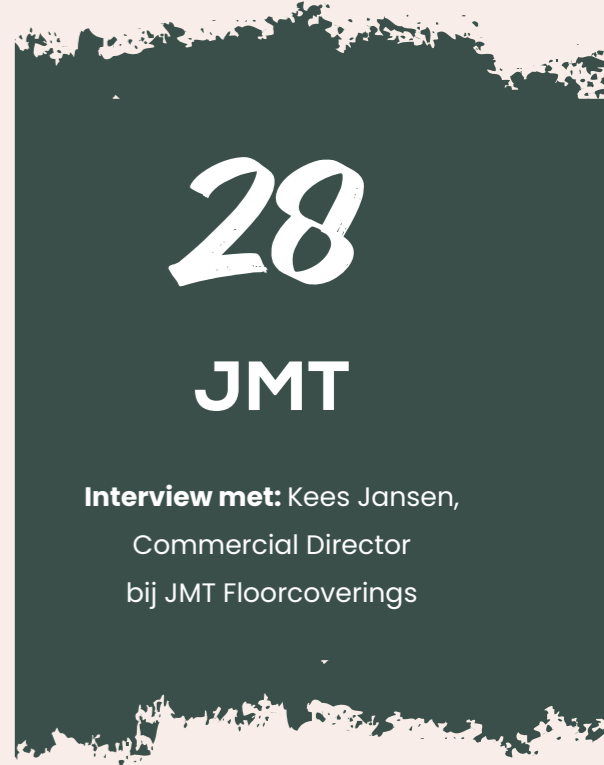 28
JMT
Interview met: Kees Jansen,
Commercial Director
bij JMT Floorcoverings